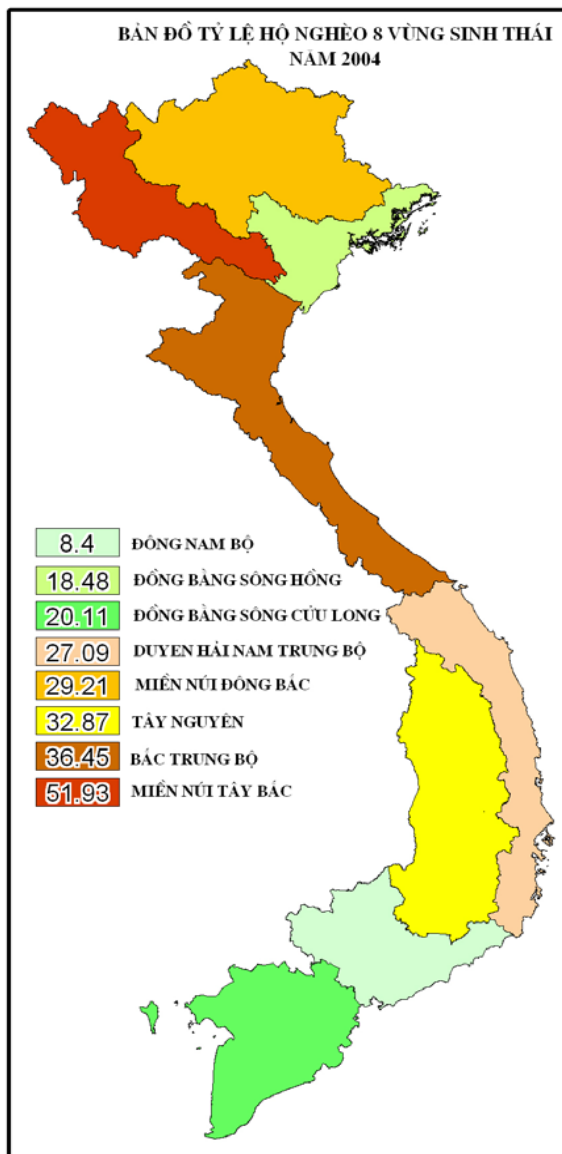 BẢN ĐỒ TỶ LỆ HỘ NGHÈO 8 VÙNG SINH THÁI
NĂM 2004
8.4 ĐÔNG NAM BỘ
18.48 ĐỒNG BẰNG SÔNG HỒNG
20.11 ĐỒNG BẰNG SÔNG CỬU LONG
27.09 DUYEN HẢI NAM TRUNG BỘ
29.21 MIỀN NÚI ĐÔNG BẮC
32.87 TÂY NGUYÊN
36.45 BẮC TRUNG BỘ
51.93 MIỀN NÚI TÂY BẮC